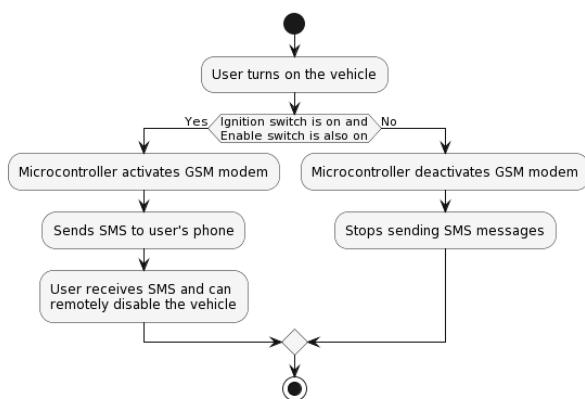 User turns on the vehicle
Yes
Ignition switch is on and
Enable switch is also on
No
Microcontroller activates GSM modem
Microcontroller deactivates GSM modem
Sends SMS to user's phone
Stops sending SMS messages
User receives SMS and can
remotely disable the vehicle